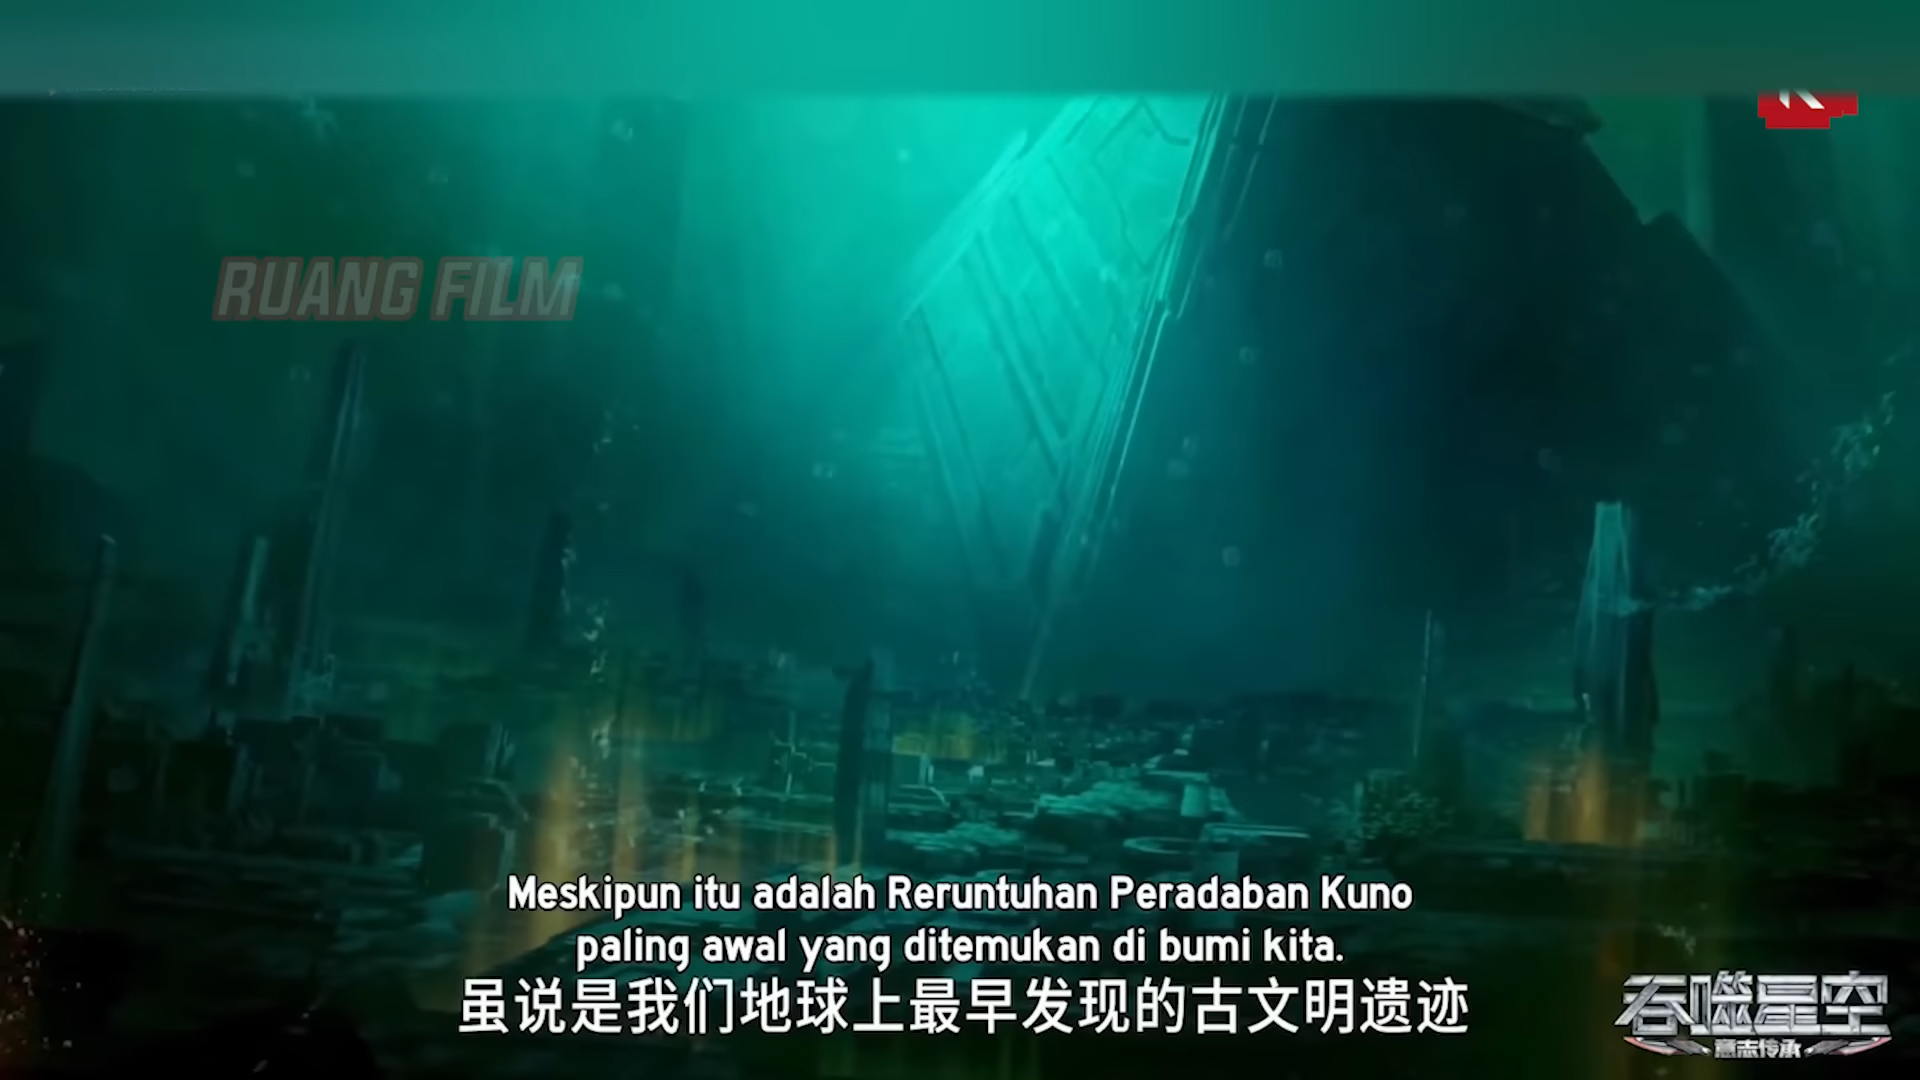 RUANG FILM
Meskipun itu adalah Reruntuhan Peradaban Kuno
paling awal yang ditemukan di bumi kita.
虽说是我们地球上最早发现的古文明遗迹
吞噬星空
意志传承